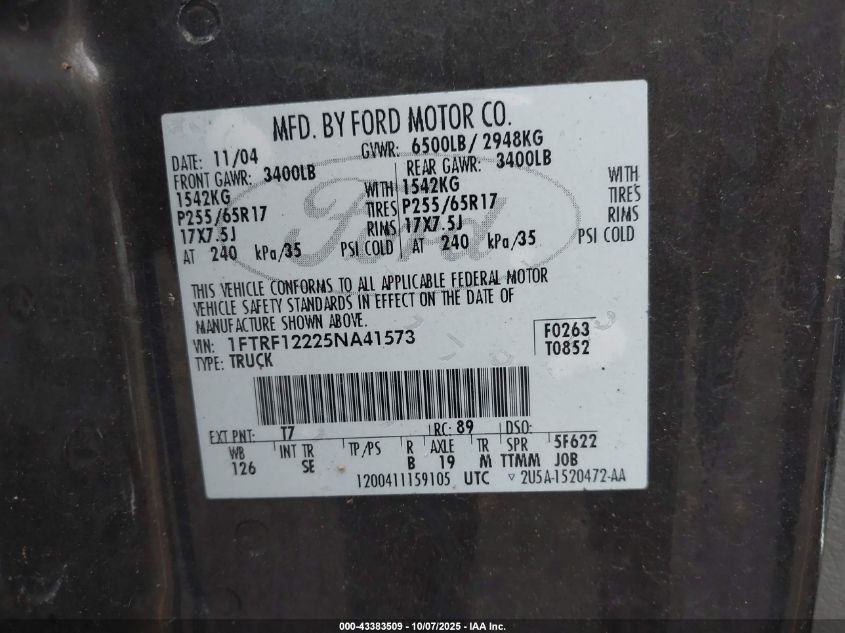 MFD. BY FORD MOTOR CO.
DATE: 11/04 GVWR: 6500LB/ 2948KG
FRONT GAWR: 3400LB REAR GAWR: 3400LB
1542KG WITH 1542KG WITH
P255/65R17 TIRES P255/65R17 TIRES
17X7.5J RIMS 17X7.5J RIMS
AT 240 kPa/35 PSI COLD AT 240 kPa/35 PSI COLD
Ford
THIS VEHICLE CONFORMS TO ALL APPLICABLE FEDERAL MOTOR
VEHICLE SAFETY STANDARDS IN EFFECT ON THE DATE OF
MANUFACTURE SHOWN ABOVE.
VIN: 1FTRF12225NA41573 F0263
TYPE: TRUCK T0852
EXT PNT: T7 RC: 89 DSO:
WB INT TR TP/PS R AXLE TR SPR 5F622
126 SE B 19 M TTMM JOB
1200411159105 UTC ▿ 2U5A-1520472-AA
000-43383509 - 10/07/2025 - IAA Inc.